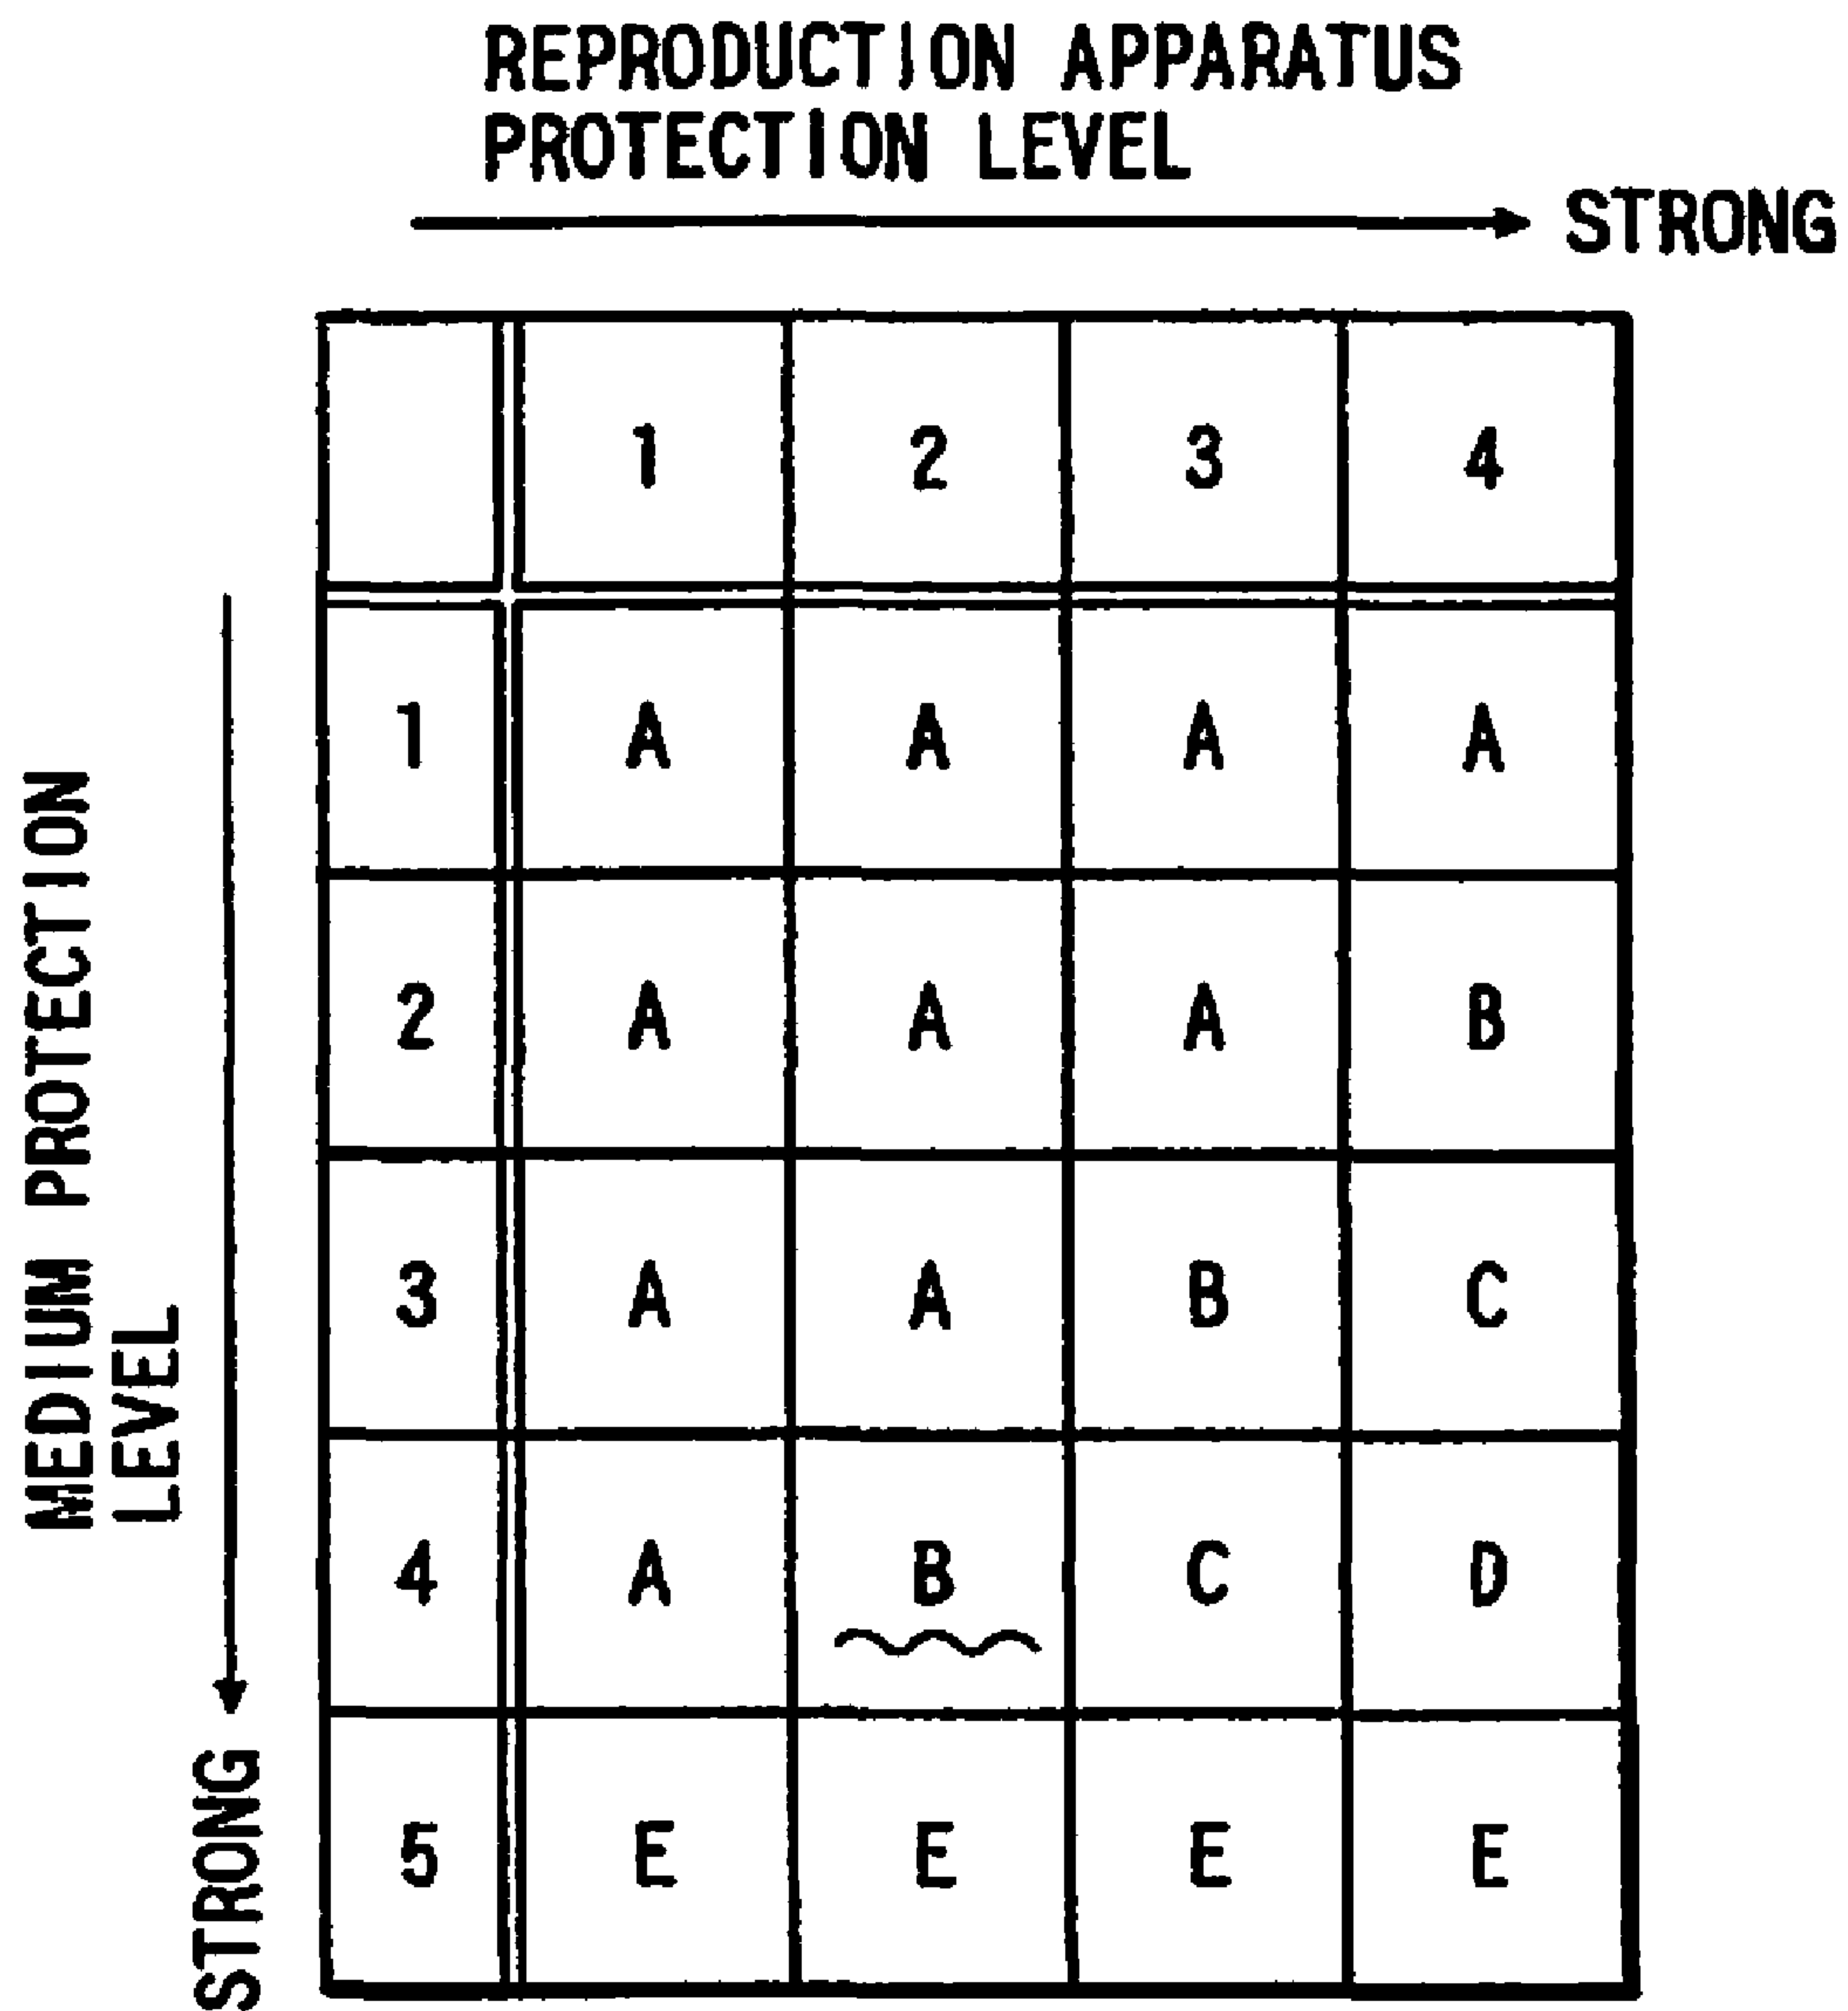 REPRODUCTION APPARATUS
PROTECTION LEVEL
STRONG
MEDIUM PROTECTION
LEVEL
STRONG
1 2 3 4
1 A A A A
2 A A A B
3 A A B C
4 A B C D
5 E E E E